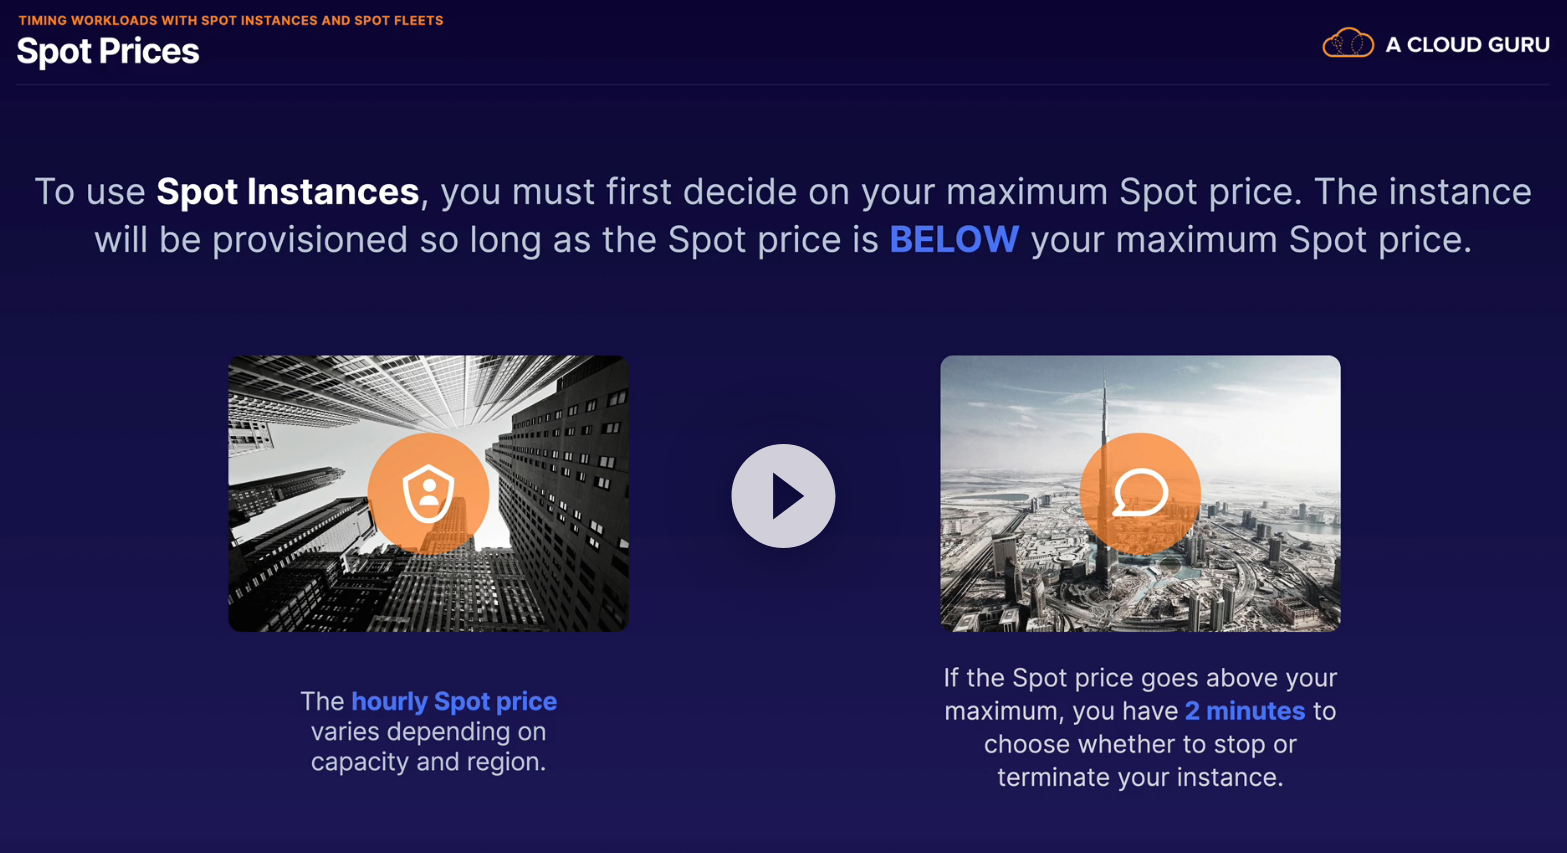 TIMING WORKLOADS WITH SPOT INSTANCES AND SPOT FLEETS
Spot Prices
A CLOUD GURU
To use Spot Instances, you must first decide on your maximum Spot price. The instance
will be provisioned so long as the Spot price is BELOW your maximum Spot price.
The hourly Spot price
varies depending on
capacity and region.
If the Spot price goes above your
maximum, you have 2 minutes to
choose whether to stop or
terminate your instance.